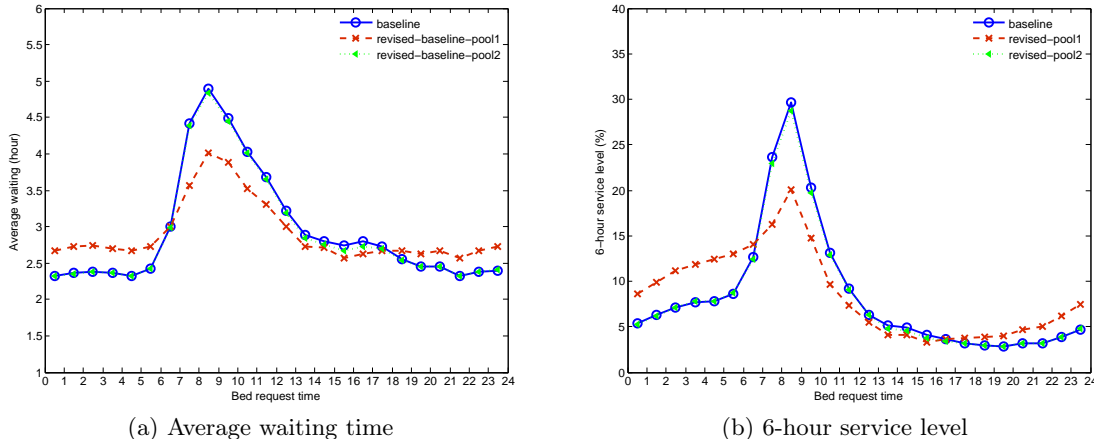 6
5.5
5
4.5
4
3.5
3
2.5
2
1.5
1
Average waiting (hour)
baseline
revised−baseline−pool1
revised−baseline−pool2
0 1 2 3 4 5 6 7 8 9 10 11 12 13 14 15 16 17 18 19 20 21 22 23 24
Bed request time
(a) Average waiting time
40
35
30
25
20
15
10
5
0
6−hour service level (%)
baseline
revised−pool1
revised−pool2
0 1 2 3 4 5 6 7 8 9 10 11 12 13 14 15 16 17 18 19 20 21 22 23 24
Bed request time
(b) 6-hour service level